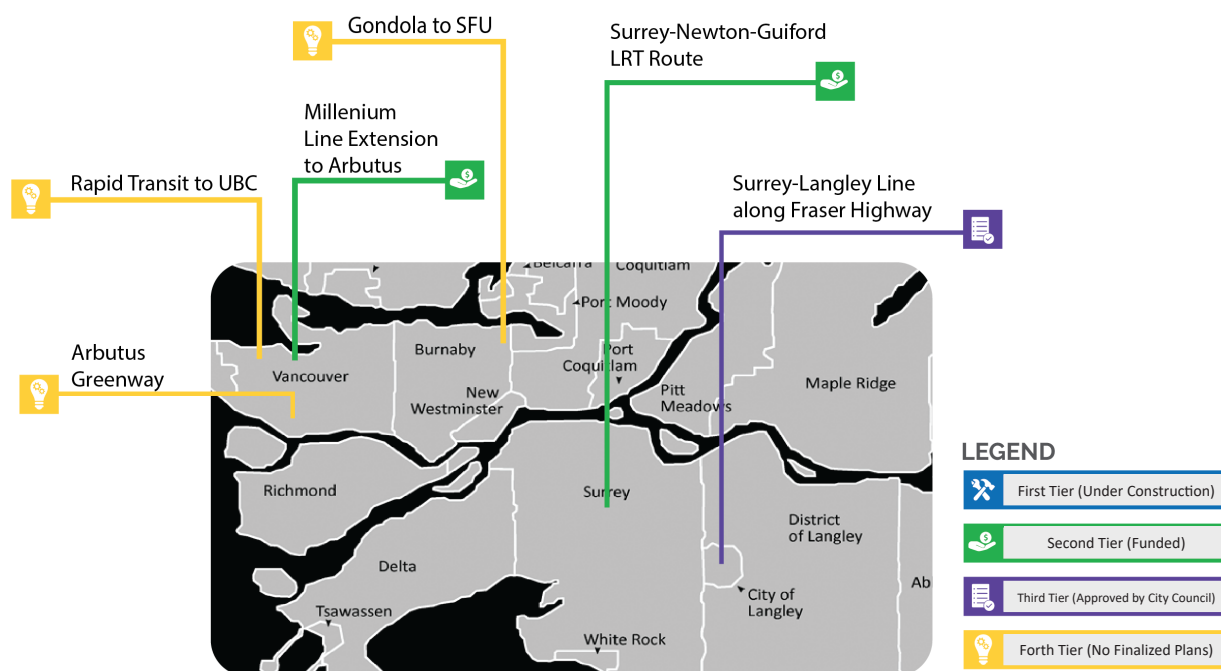 Gondola to SFU
Surrey-Newton-Guiford
LRT Route
Millenium
Line Extension
to Arbutus
Rapid Transit to UBC
Surrey-Langley Line
along Fraser Highway
Arbutus
Greenway
Belcarra
Coquitlam
Port Moody
Burnaby
Port
Coquitlam
Vancouver
New
Westminster
Pitt
Meadows
Maple Ridge
Richmond
Surrey
District
of Langley
Delta
Ab
City of
Langley
Tsawassen
White Rock
LEGEND
First Tier (Under Construction)
Second Tier (Funded)
Third Tier (Approved by City Council)
Forth Tier (No Finalized Plans)